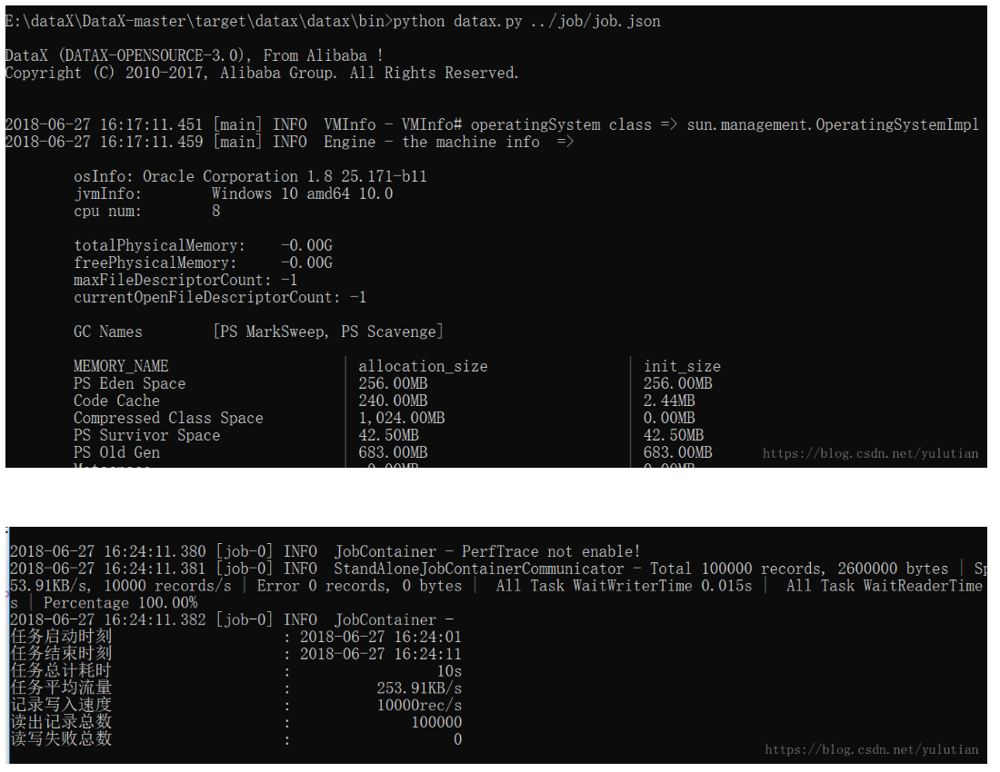 E:\dataX\DataX-master\target\datax\datax\bin>python datax.py ../job/job.json
DataX (DATAX-OPENSOURCE-3.0), From Alibaba !
Copyright (C) 2010-2017, Alibaba Group. All Rights Reserved.
2018-06-27 16:17:11.451 [main] INFO  VMInfo - VMInfo# operatingSystem class => sun.management.OperatingSystemImpl
2018-06-27 16:17:11.459 [main] INFO  Engine - the machine info  =>
osInfo: Oracle Corporation 1.8 25.171-b11
jvmInfo:        Windows 10 amd64 10.0
cpu num:        8
totalPhysicalMemory:    -0.00G
freePhysicalMemory:     -0.00G
maxFileDescriptorCount: -1
currentOpenFileDescriptorCount: -1
GC Names        [PS MarkSweep, PS Scavenge]
MEMORY_NAME | allocation_size | init_size
PS Eden Space | 256.00MB | 256.00MB
Code Cache | 240.00MB | 2.44MB
Compressed Class Space | 1,024.00MB | 0.00MB
PS Survivor Space | 42.50MB | 42.50MB
PS Old Gen | 683.00MB | 683.00MB
https://blog.csdn.net/yulutian
2018-06-27 16:24:11.380 [job-0] INFO  JobContainer - PerfTrace not enable!
2018-06-27 16:24:11.381 [job-0] INFO  StandAloneJobContainerCommunicator - Total 100000 records, 2600000 bytes | Sp
53.91KB/s, 10000 records/s | Error 0 records, 0 bytes |  All Task WaitWriterTime 0.015s |  All Task WaitReaderTime
s | Percentage 100.00%
2018-06-27 16:24:11.382 [job-0] INFO  JobContainer -
任务启动时刻 : 2018-06-27 16:24:01
任务结束时刻 : 2018-06-27 16:24:11
任务总计耗时 : 10s
任务平均流量 : 253.91KB/s
记录写入速度 : 10000rec/s
读出记录总数 : 100000
读写失败总数 : 0
https://blog.csdn.net/yulutian